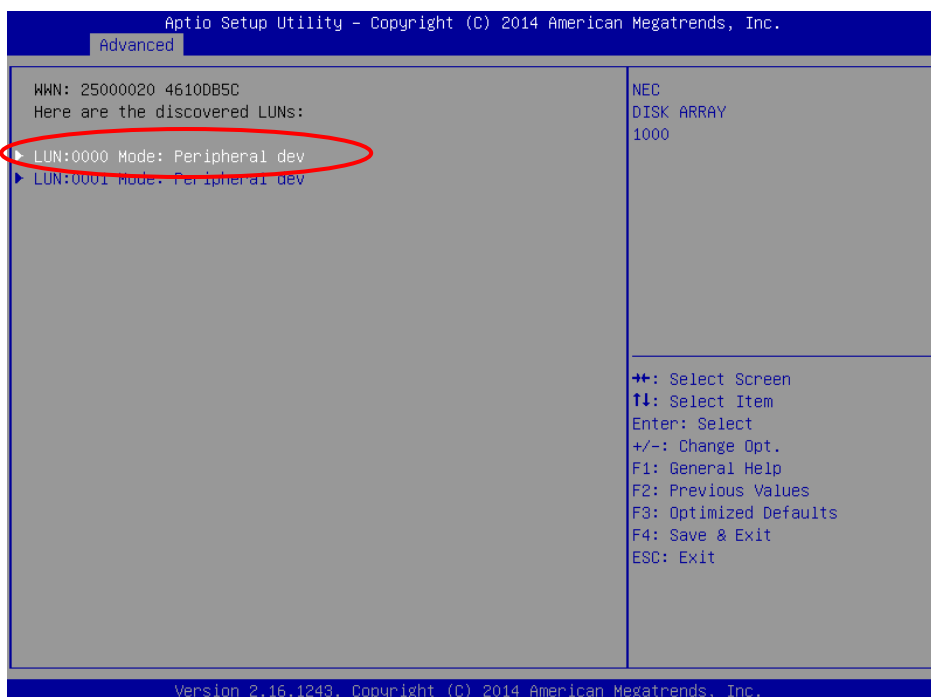 Aptio Setup Utility – Copyright (C) 2014 American Megatrends, Inc.
Advanced
WWN: 25000020 4610DB5C
Here are the discovered LUNs:
LUN:0000 Mode: Peripheral dev
LUN:0001 Mode: Peripheral dev
NEC
DISK ARRAY
1000
→←: Select Screen
↑↓: Select Item
Enter: Select
+/-: Change Opt.
F1: General Help
F2: Previous Values
F3: Optimized Defaults
F4: Save & Exit
ESC: Exit
Version 2.16.1243. Copyright (C) 2014 American Megatrends, Inc.